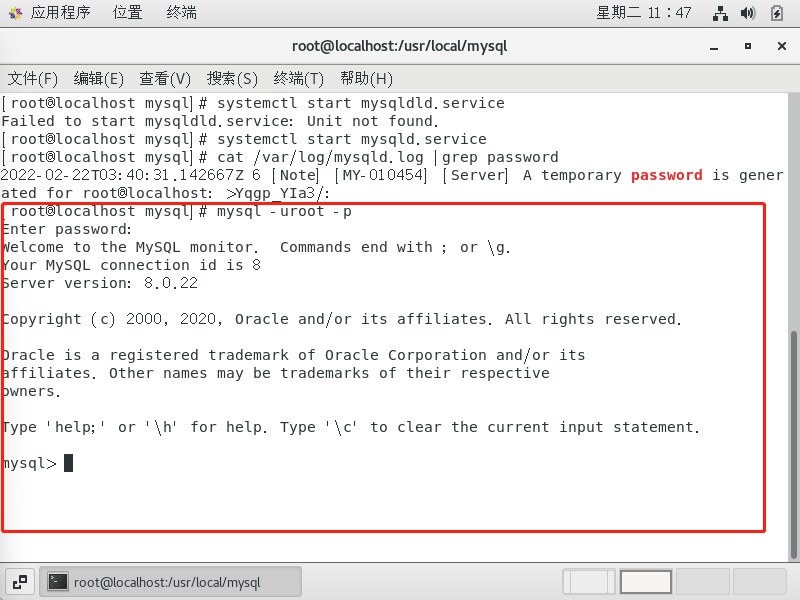 应用程序 位置 终端 星期二 11∶47
root@localhost:/usr/local/mysql
文件(F) 编辑(E) 查看(V) 搜索(S) 终端(T) 帮助(H)
[root@localhost mysql]# systemctl start mysqldld.service
Failed to start mysqldld.service: Unit not found.
[root@localhost mysql]# systemctl start mysqld.service
[root@localhost mysql]# cat /var/log/mysqld.log |grep password
2022-02-22T03:40:31.142667Z 6 [Note] [MY-010454] [Server] A temporary password is gener
ated for root@localhost: >Yqgp_YIa3/:
[root@localhost mysql]# mysql -uroot -p
Enter password:
Welcome to the MySQL monitor.  Commands end with ; or \g.
Your MySQL connection id is 8
Server version: 8.0.22
Copyright (c) 2000, 2020, Oracle and/or its affiliates. All rights reserved.
Oracle is a registered trademark of Oracle Corporation and/or its
affiliates. Other names may be trademarks of their respective
owners.
Type 'help;' or '\h' for help. Type '\c' to clear the current input statement.
mysql>
root@localhost:/usr/local/mysql